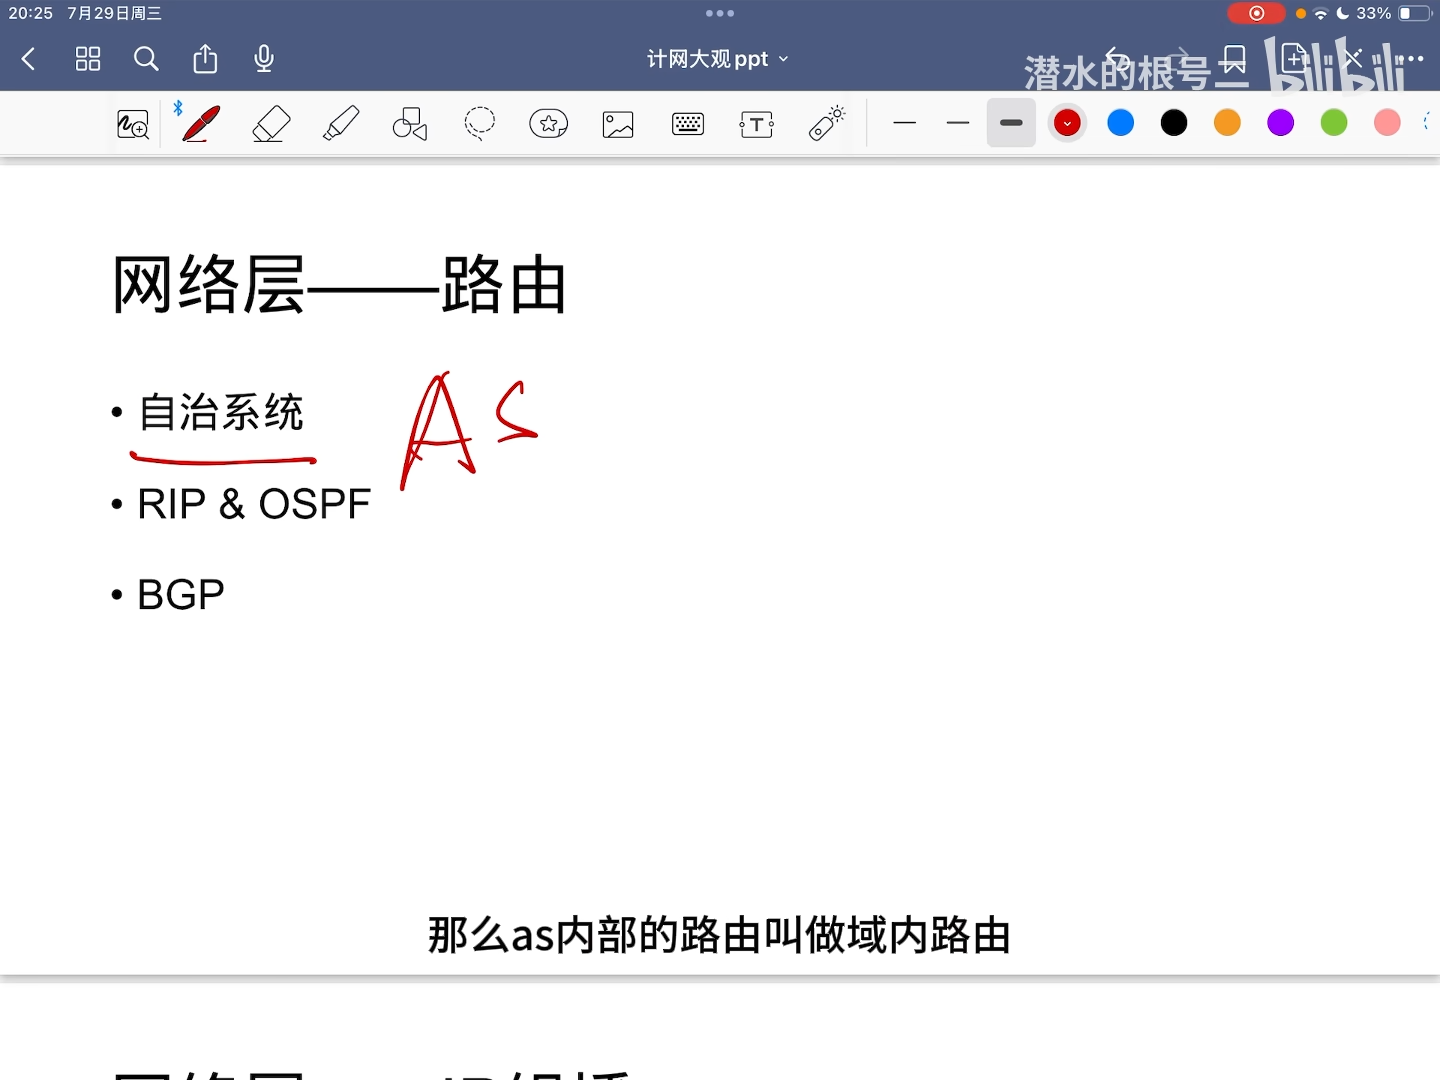 20:25 7月29日周三
33%
计网大观ppt
潜水的根号二 bilibili
T
网络层——路由
• 自治系统
AS
• RIP & OSPF
• BGP
那么as内部的路由叫做域内路由